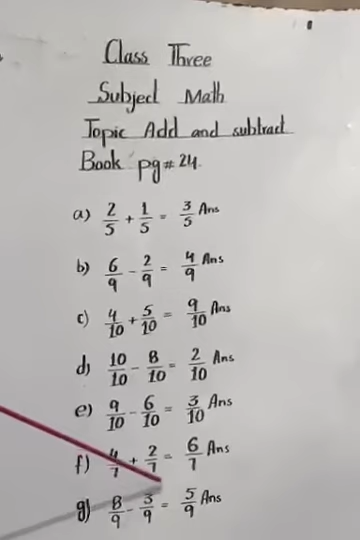 Class Three
Subject Math
Topic Add and subtract
Book pg # 24.
a) 2/5 + 1/5 = 3/5 Ans
b) 6/9 - 2/9 = 4/9 Ans
c) 4/10 + 5/10 = 9/10 Ans
d) 10/10 - 8/10 = 2/10 Ans
e) 9/10 - 6/10 = 3/10 Ans
f) 4/7 + 2/7 = 6/7 Ans
g) 8/9 - 3/9 = 5/9 Ans